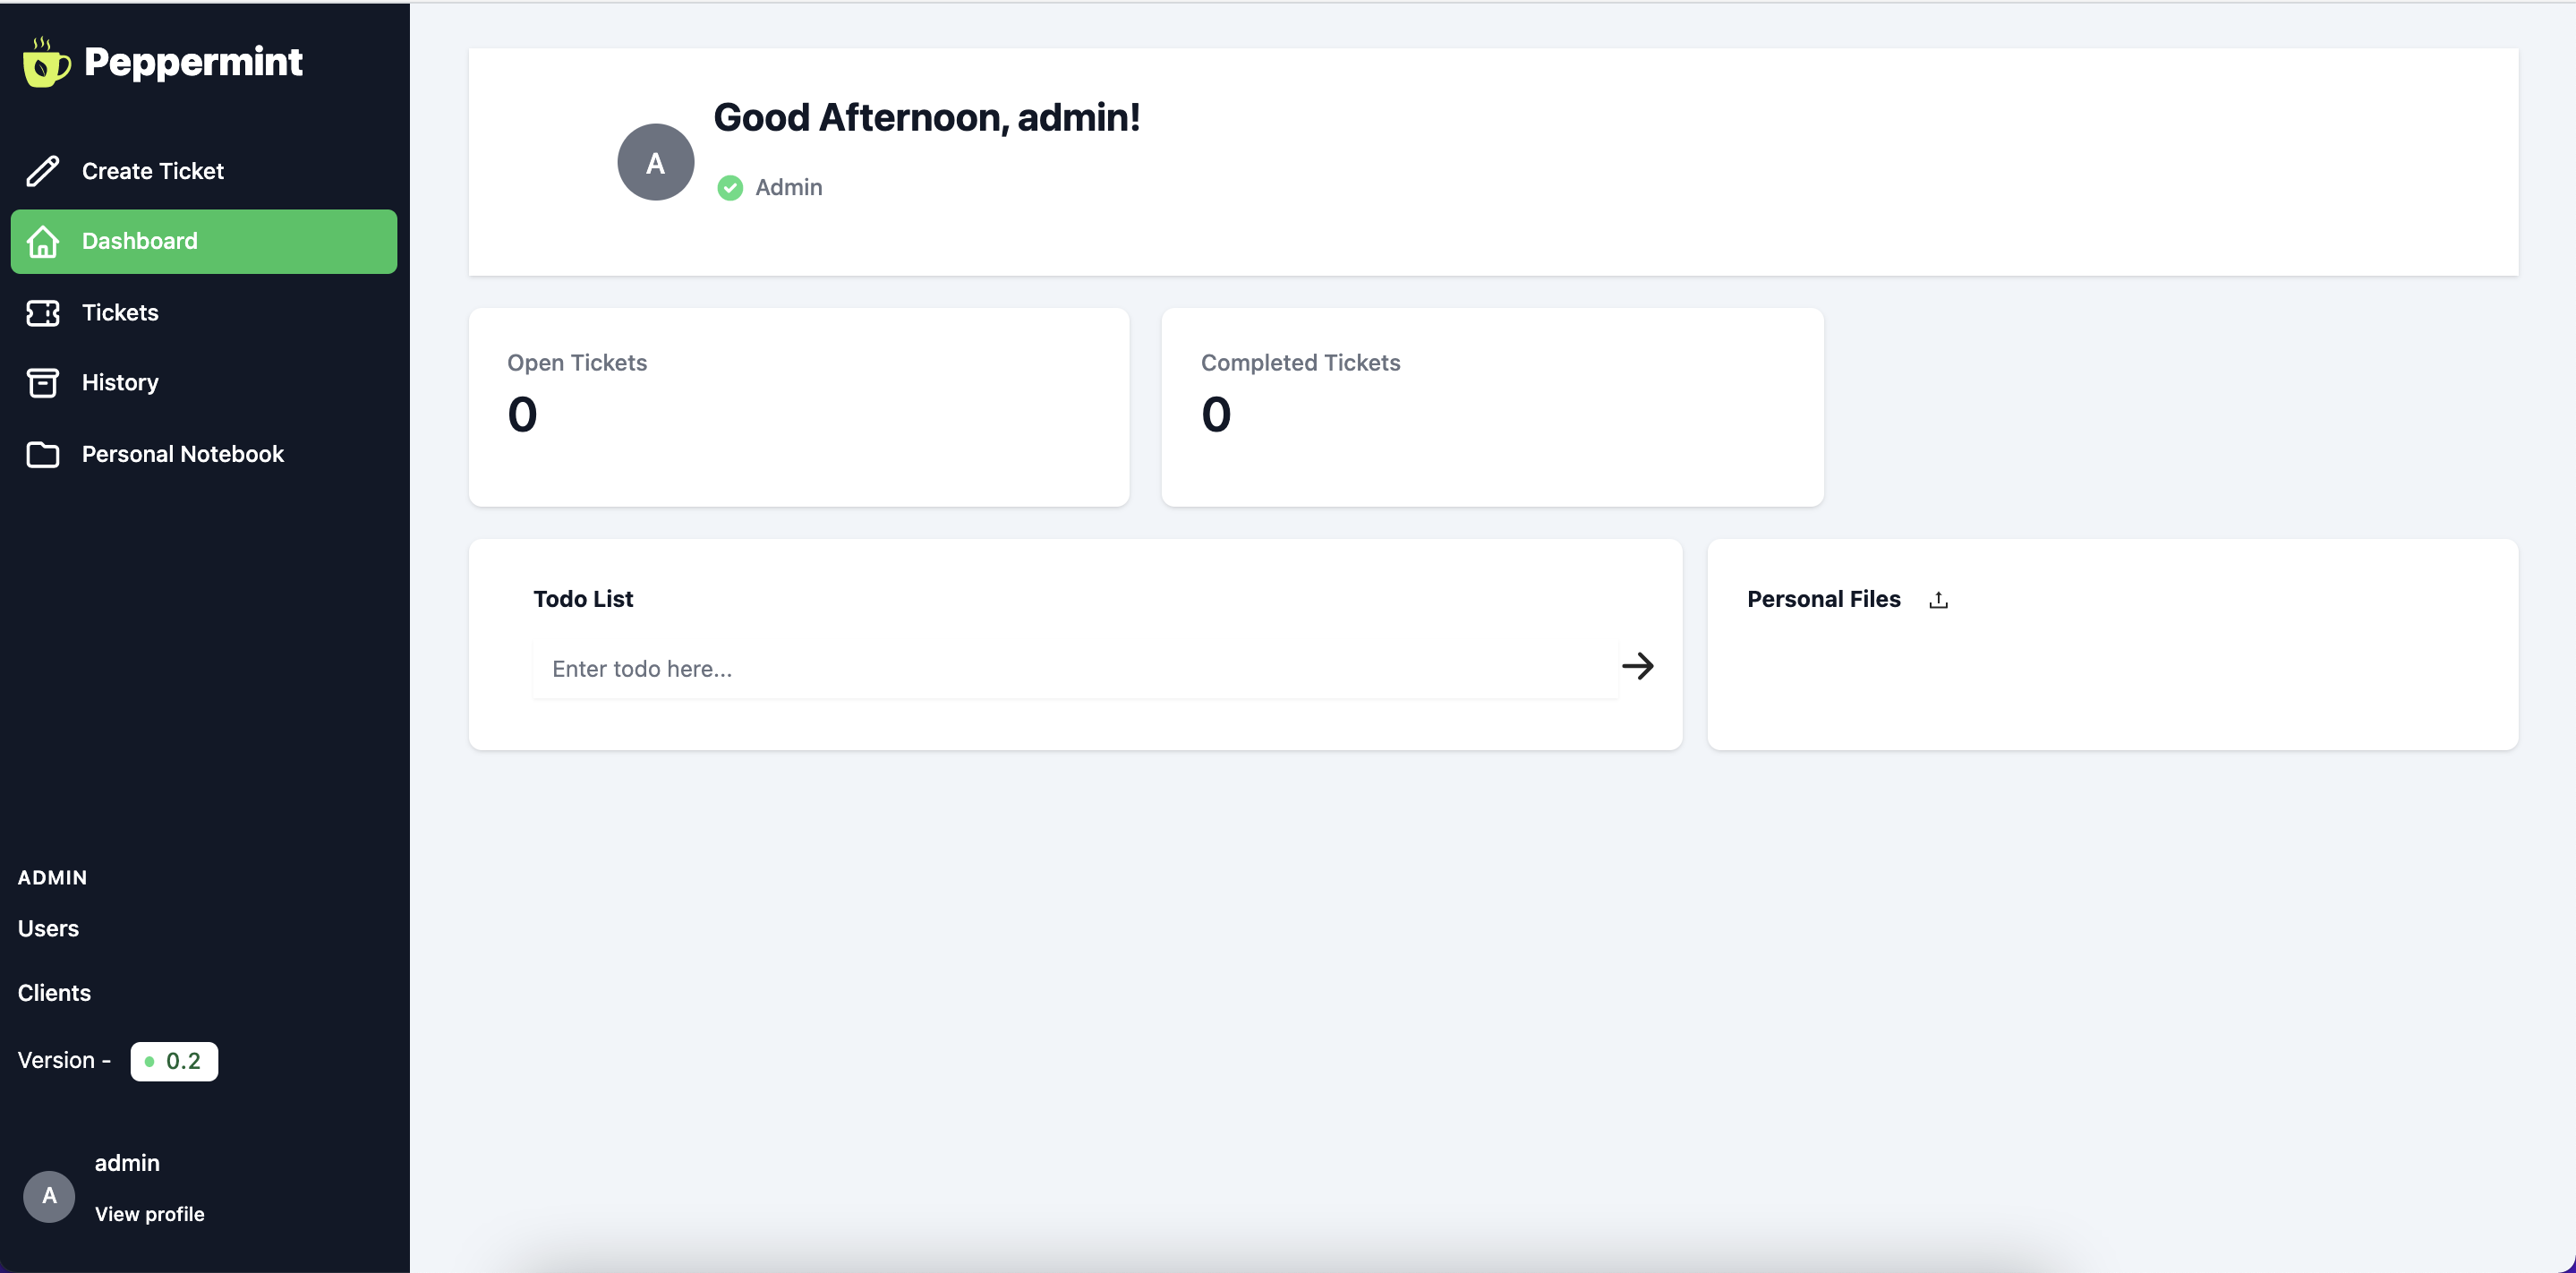 Peppermint
Create Ticket
Dashboard
Tickets
History
Personal Notebook
ADMIN
Users
Clients
Version - 0.2
A
admin
View profile
A
Good Afternoon, admin!
Admin
Open Tickets
0
Completed Tickets
0
Todo List
Enter todo here...
Personal Files